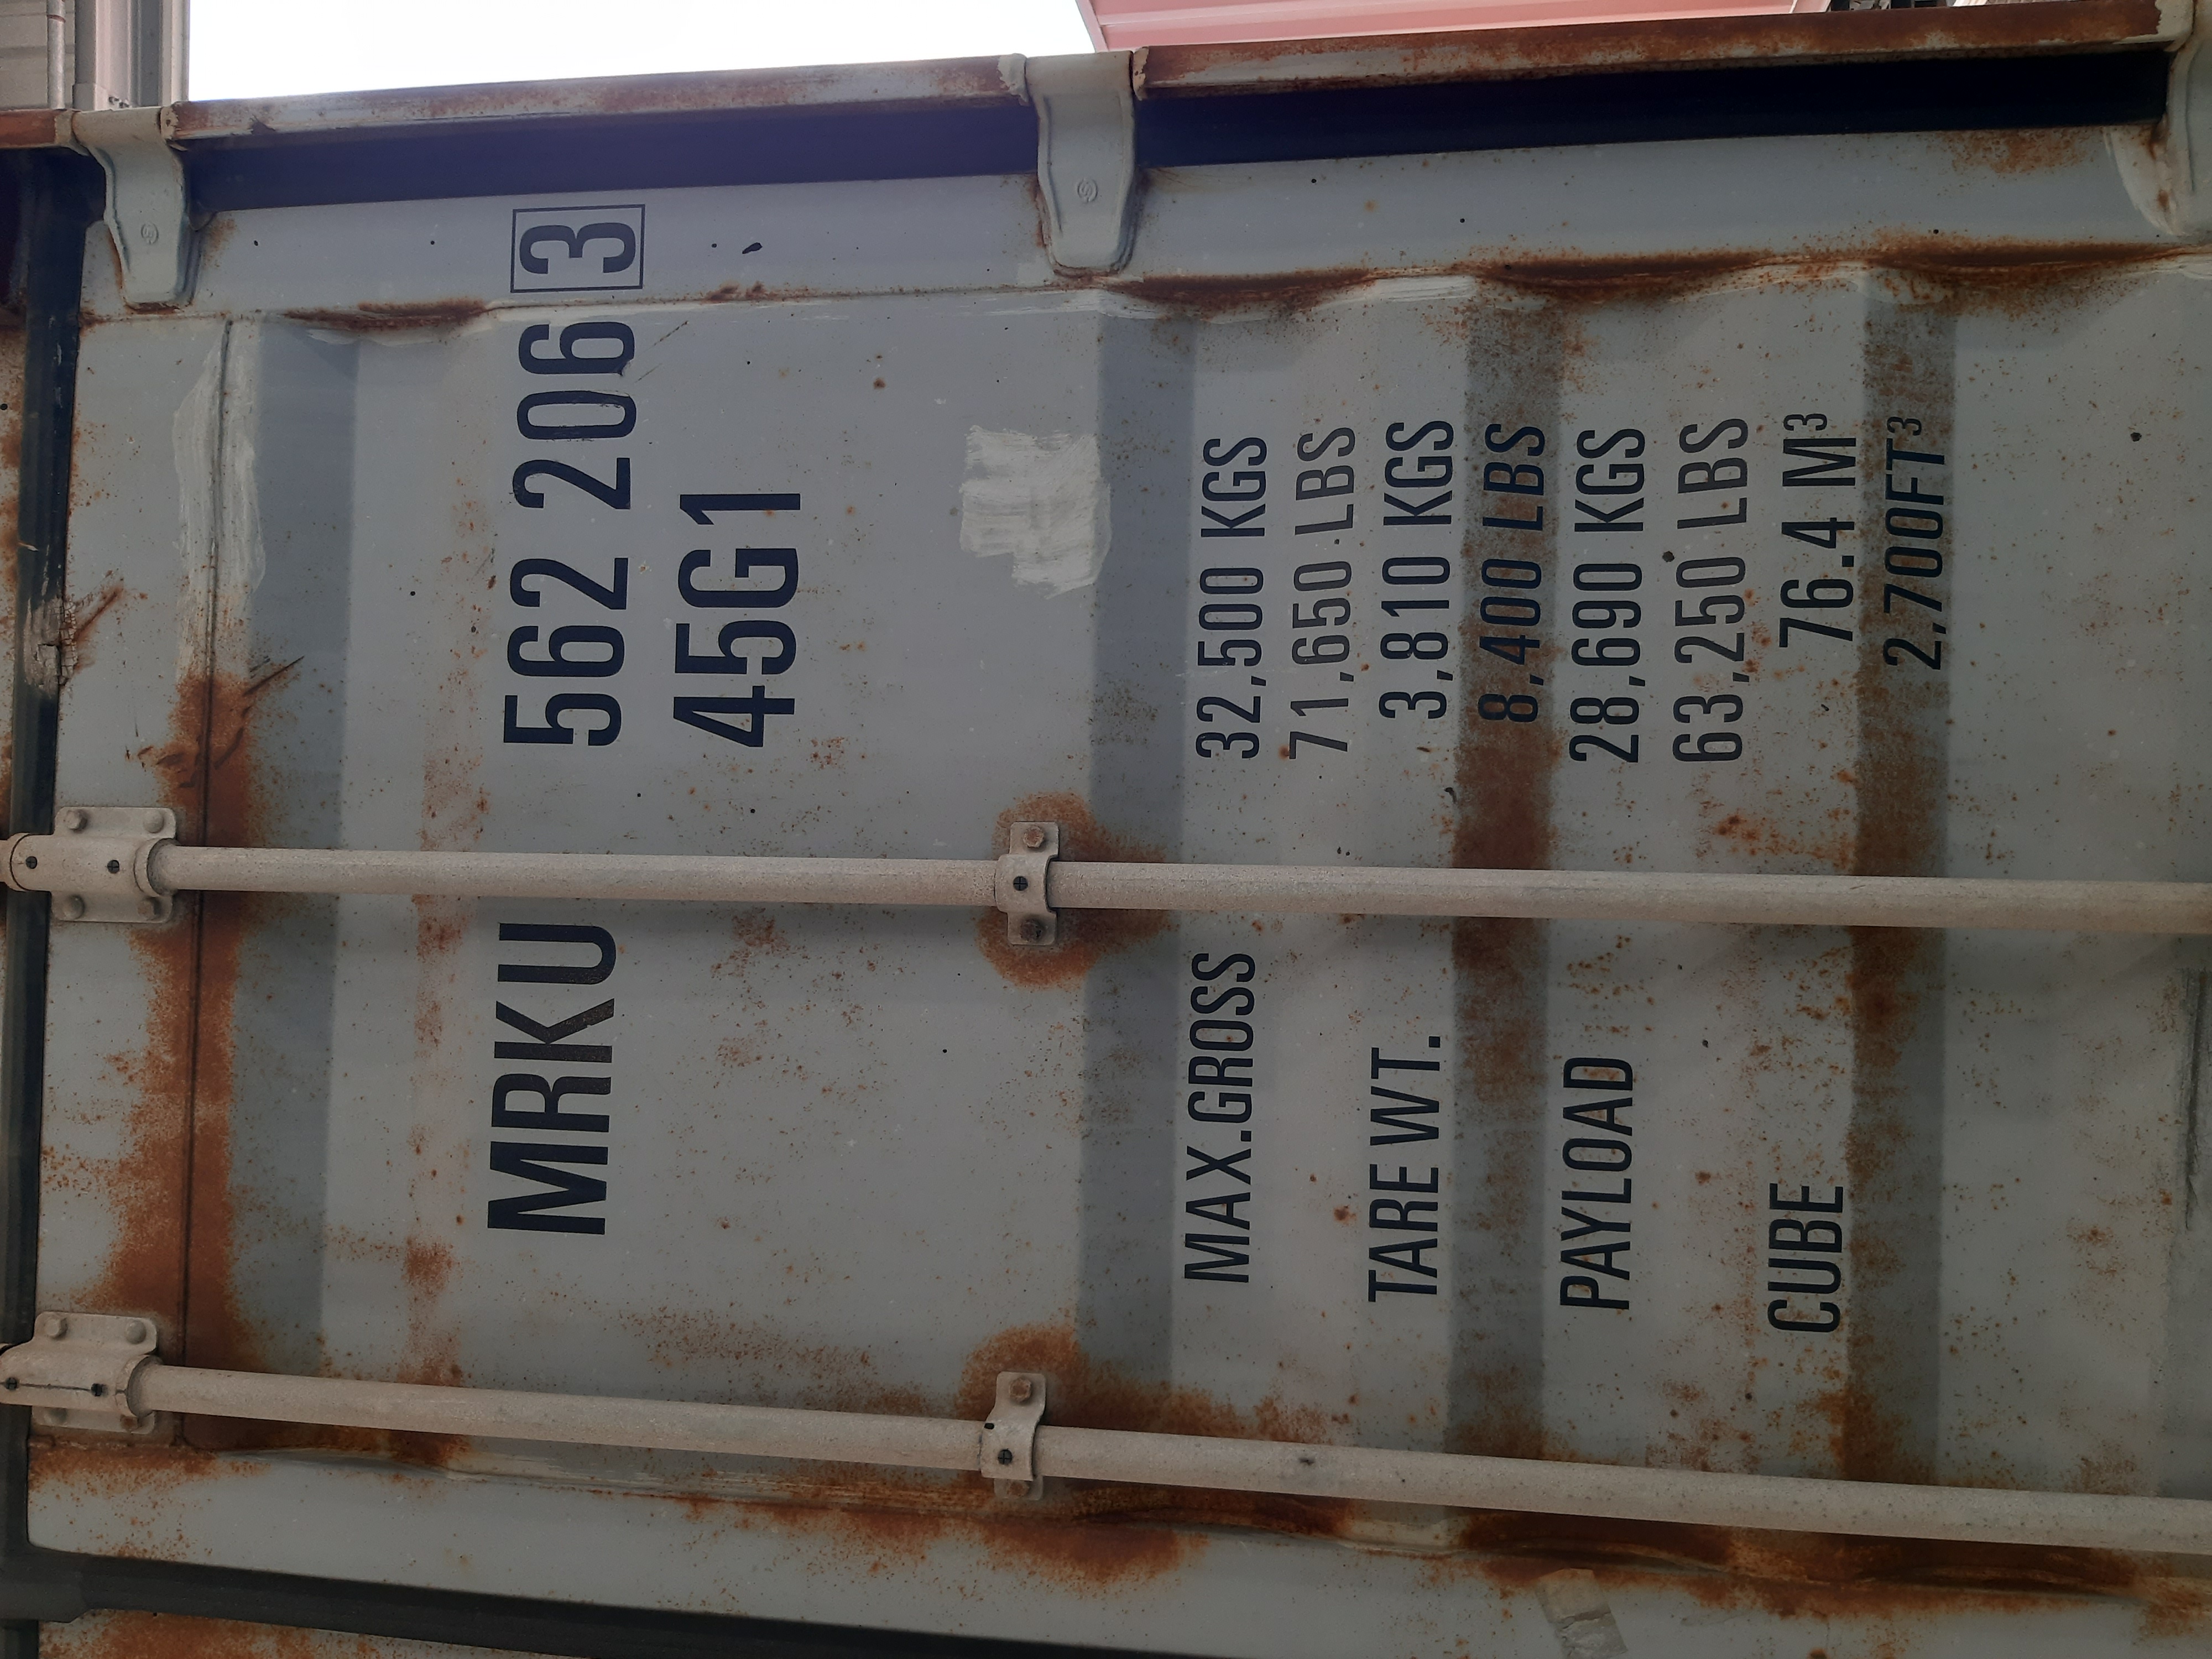 MRKU 562 206 3
45G1
MAX.GROSS 32,500 KGS
71,650 LBS
TARE WT. 3,810 KGS
8,400 LBS
PAYLOAD 28,690 KGS
63,250 LBS
CUBE 76.4 M³
2,700FT³